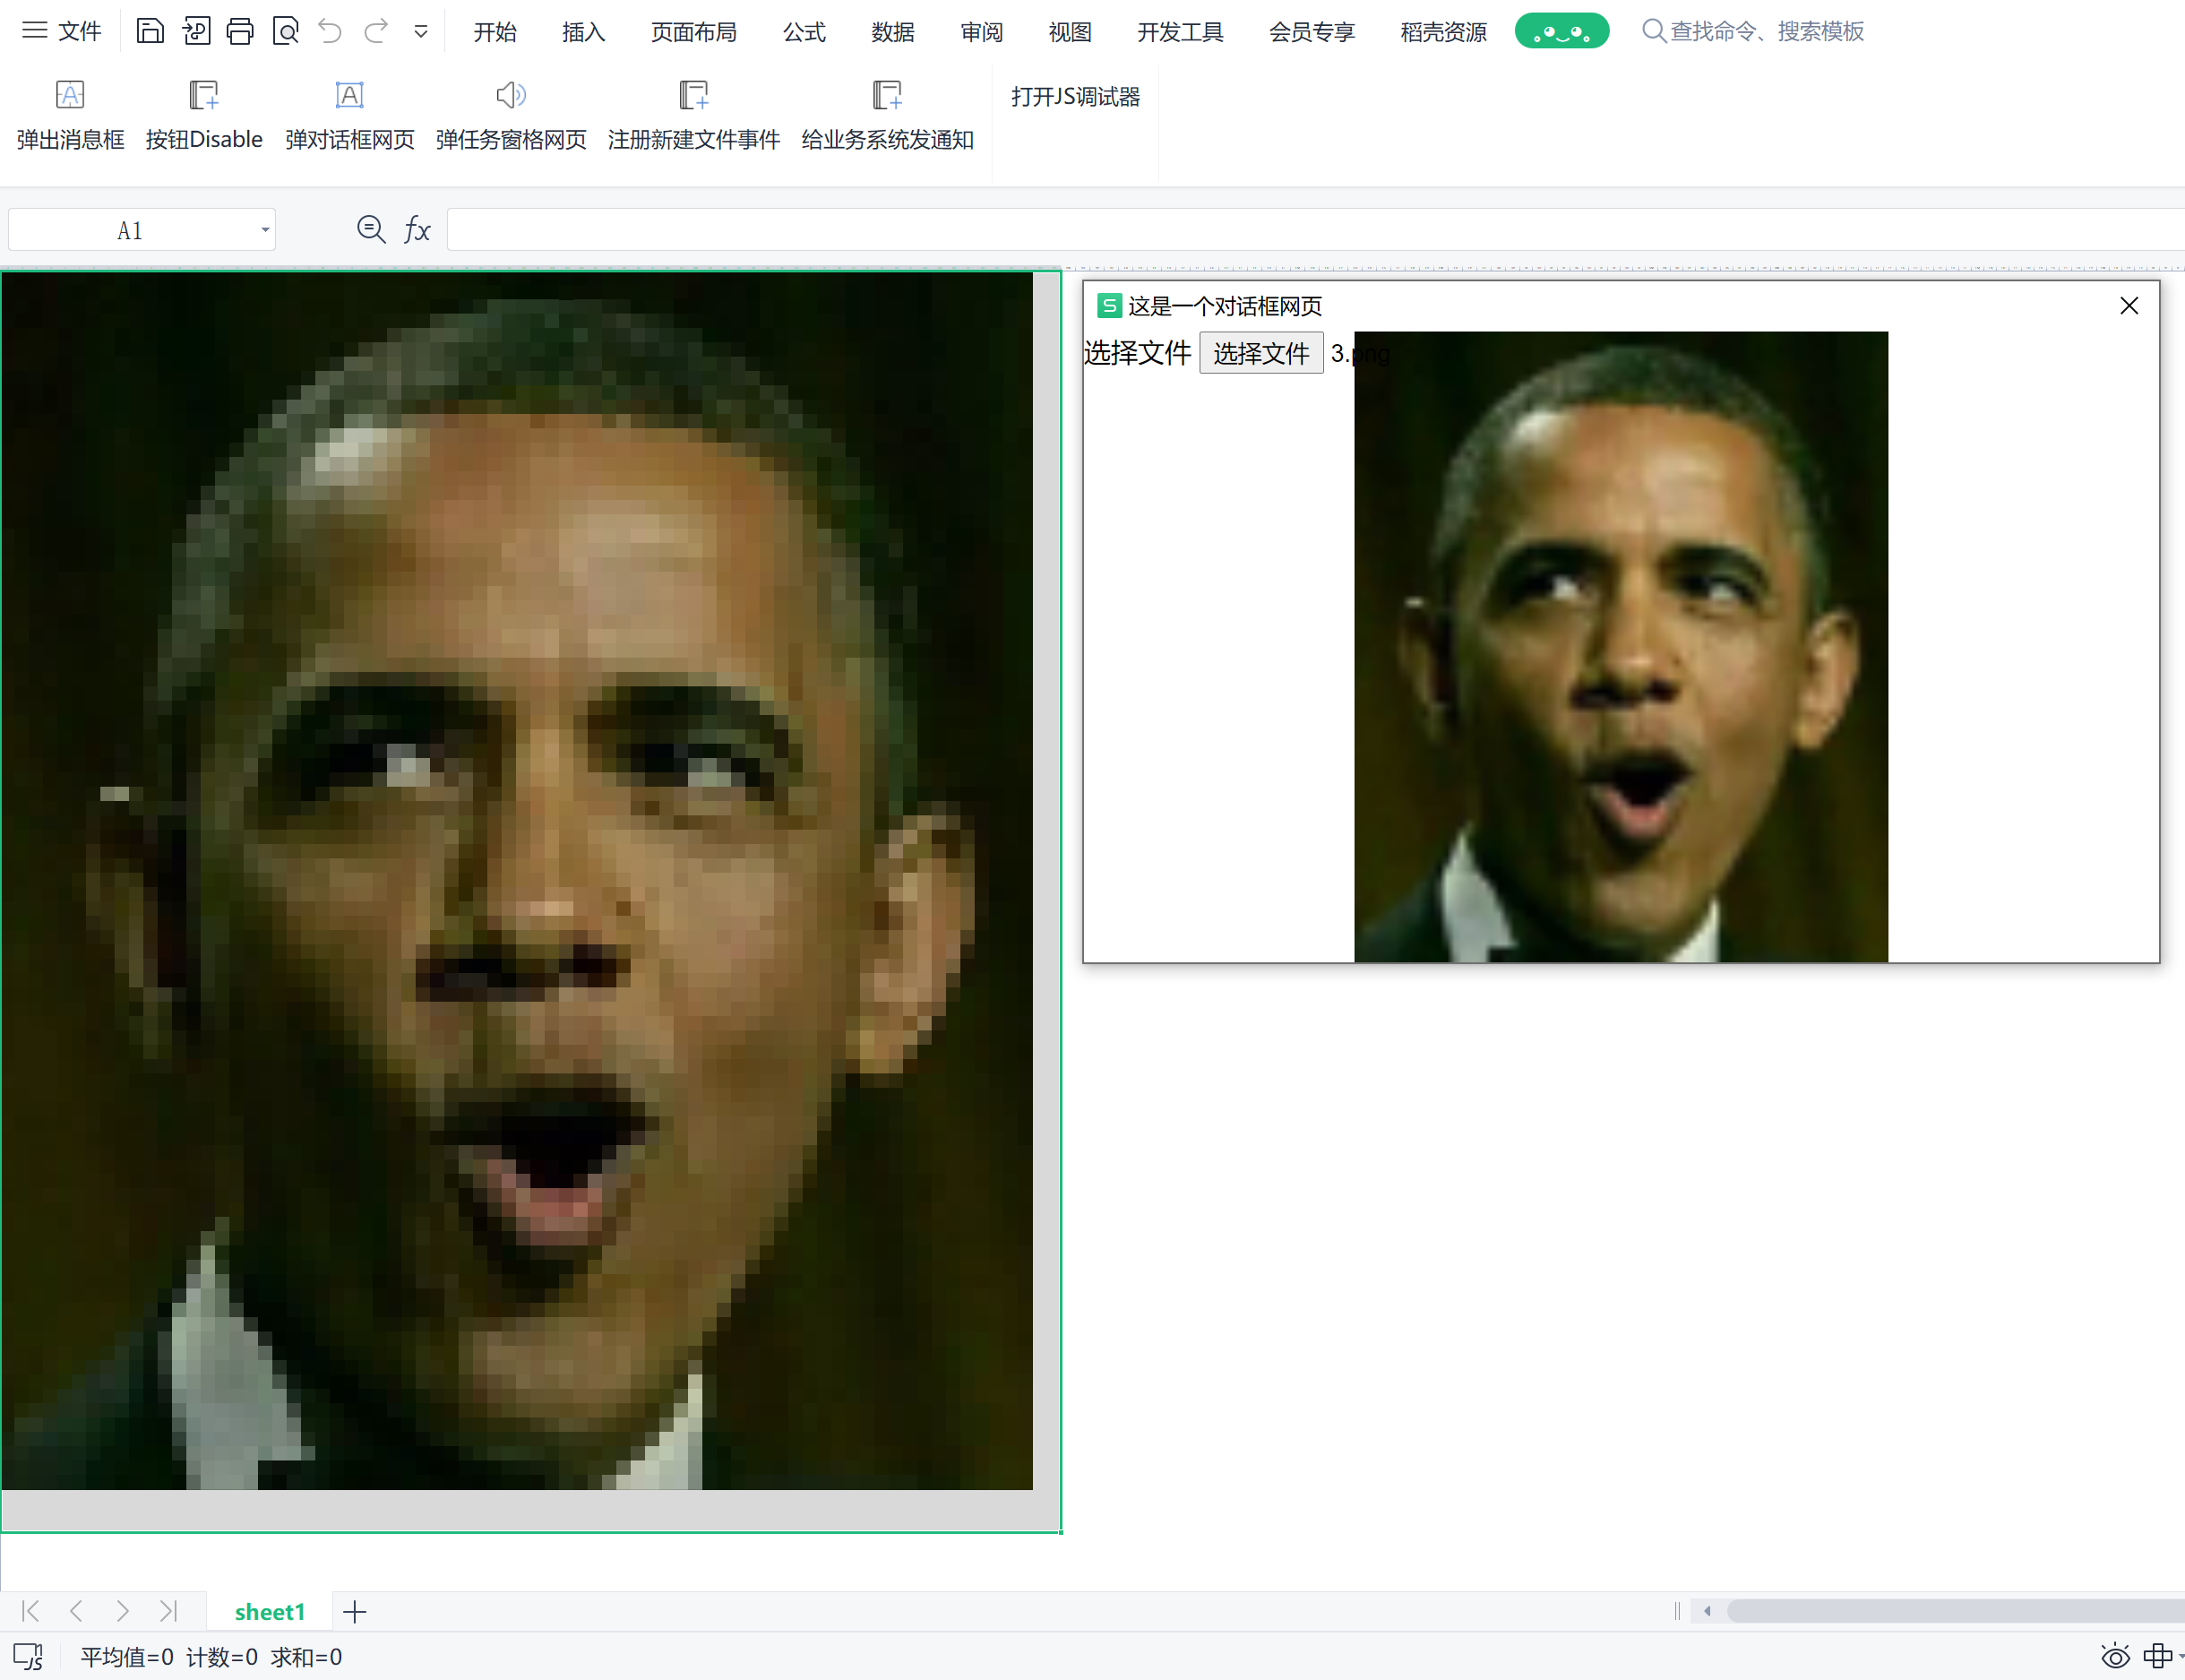 文件 开始 插入 页面布局 公式 数据 审阅 视图 开发工具 会员专享 稻壳资源 查找命令、搜索模板
弹出消息框 按钮Disable 弹对话框网页 弹任务窗格网页 注册新建文件事件 给业务系统发通知 打开JS调试器
A1 fx
这是一个对话框网页
选择文件 选择文件 3.png
sheet1
JS 平均值=0 计数=0 求和=0